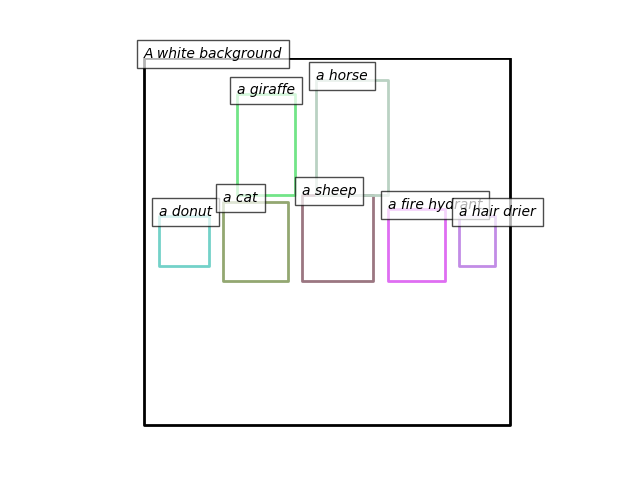 A white background
a horse
a giraffe
a sheep
a cat
a fire hydrant
a donut
a hair drier